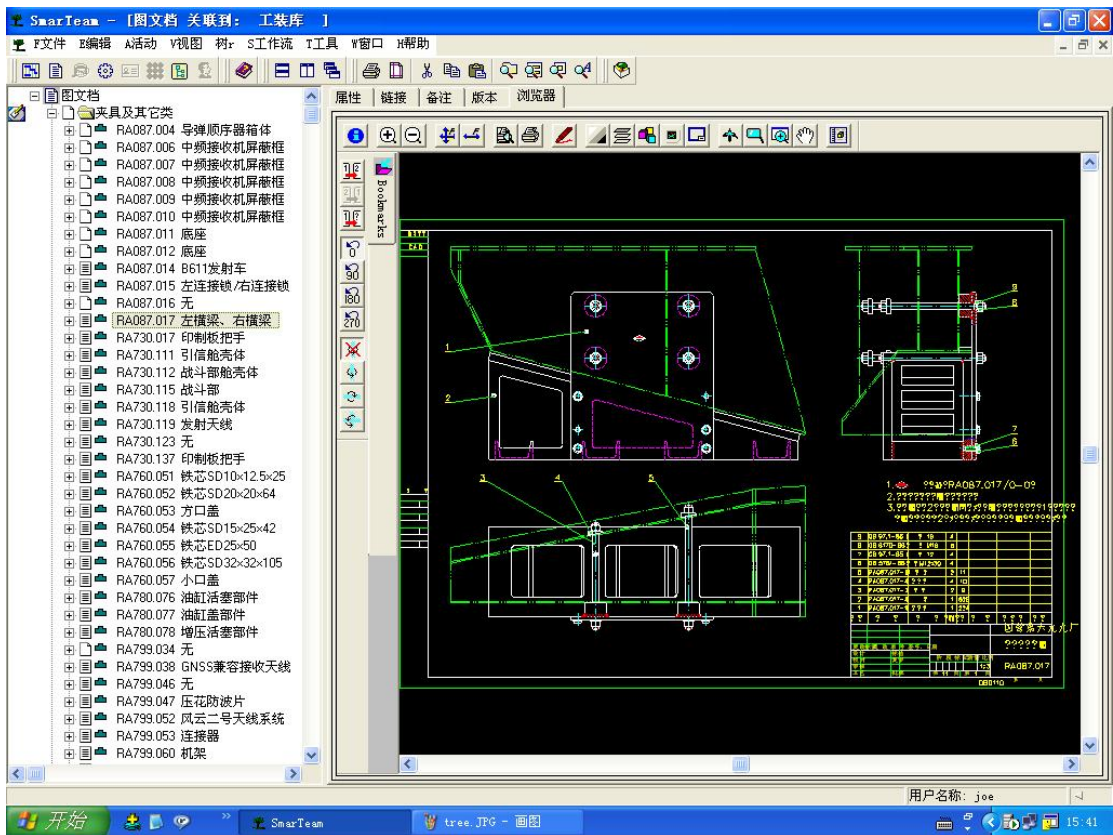 SmarTeam - [图文档 关联到: 工装库 ]
F文件 E编辑 A活动 V视图 树r S工作流 T工具 W窗口 H帮助
属性 链接 备注 版本 浏览器
图文档
夹具及其它类
RA087.004 导弹顺序器箱体
RA087.006 中频接收机屏蔽框
RA087.007 中频接收机屏蔽框
RA087.008 中频接收机屏蔽框
RA087.009 中频接收机屏蔽框
RA087.010 中频接收机屏蔽框
RA087.011 底座
RA087.012 底座
RA087.014 B611发射车
RA087.015 左连接锁/右连接锁
RA087.016 无
RA087.017 左横梁、右横梁
RA730.017 印制板把手
RA730.111 引信舱壳体
RA730.112 战斗部舱壳体
RA730.115 战斗部
RA730.118 引信舱壳体
RA730.119 发射天线
RA730.123 无
RA730.137 印制板把手
RA760.051 铁芯SD10×12.5×25
RA760.052 铁芯SD20×20×64
RA760.053 方口盖
RA760.054 铁芯SD15×25×42
RA760.055 铁芯ED25×50
RA760.056 铁芯SD32×32×105
RA760.057 小口盖
RA780.076 油缸活塞部件
RA780.077 油缸盖部件
RA780.078 增压活塞部件
RA799.034 无
RA799.038 GNSS兼容接收天线
RA799.046 无
RA799.047 压花防波片
RA799.052 风云二号天线系统
RA799.053 连接器
RA799.060 机架
Bookmarks
0
90
180
270
1
2
3
4
5
9
8
7
6
RA087.017
用户名称: joe
开始
SmarTeam
tree.JPG - 画图
15:41